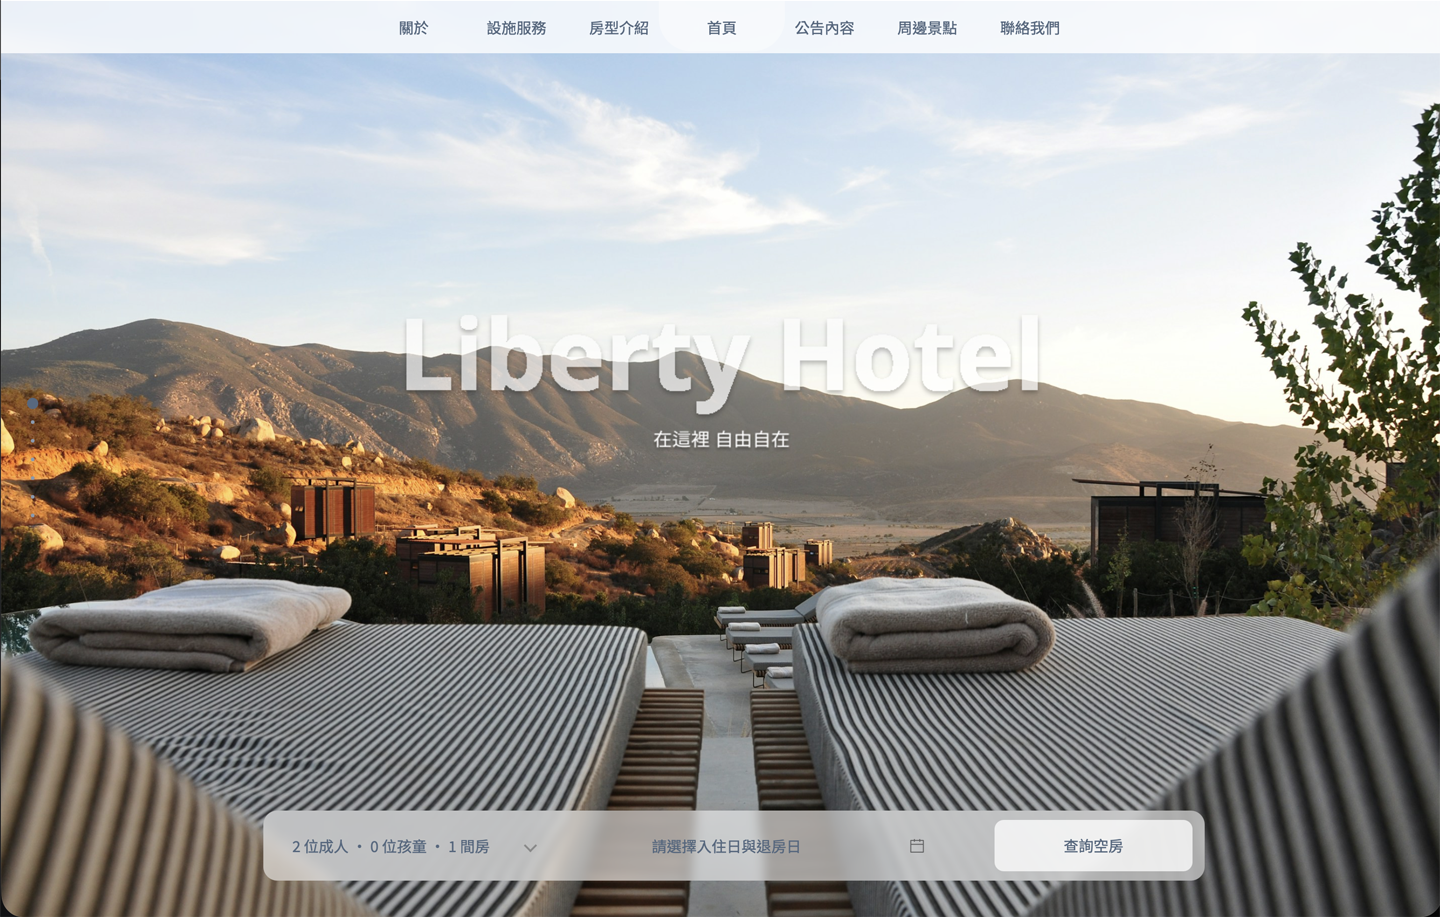 關於 設施服務 房型介紹 首頁 公告內容 周邊景點 聯絡我們
Liberty Hotel
在這裡 自由自在
2 位成人 · 0 位孩童 · 1 間房 請選擇入住日與退房日 查詢空房